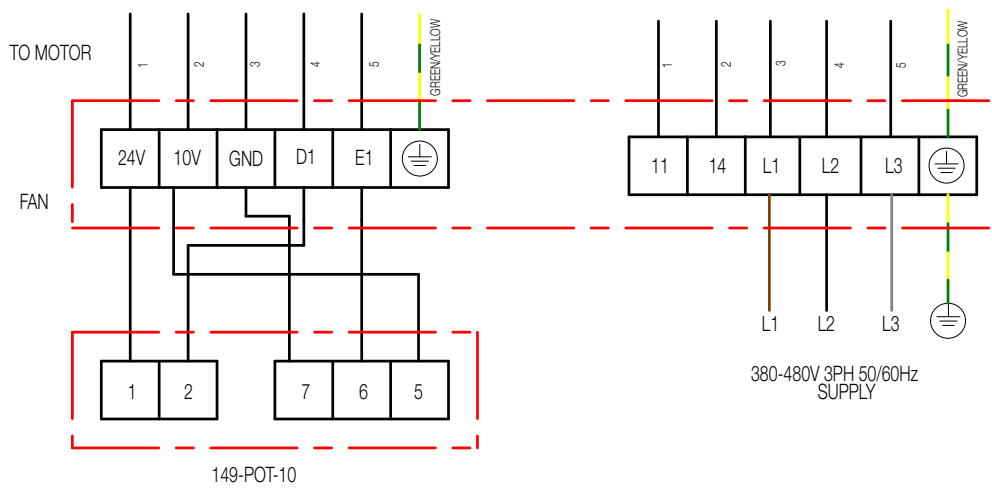 TO MOTOR
1
2
3
4
5
GREEN/YELLOW
1
2
3
4
5
GREEN/YELLOW
24V 10V GND D1 E1
11 14 L1 L2 L3
FAN
L1 L2 L3
1 2 7 6 5
380-480V 3PH 50/60Hz
SUPPLY
149-POT-10